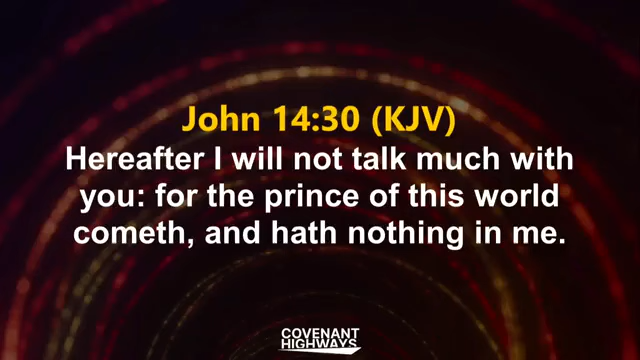 John 14:30 (KJV)
Hereafter I will not talk much with
you: for the prince of this world
cometh, and hath nothing in me.
COVENANT
HIGHWAYS